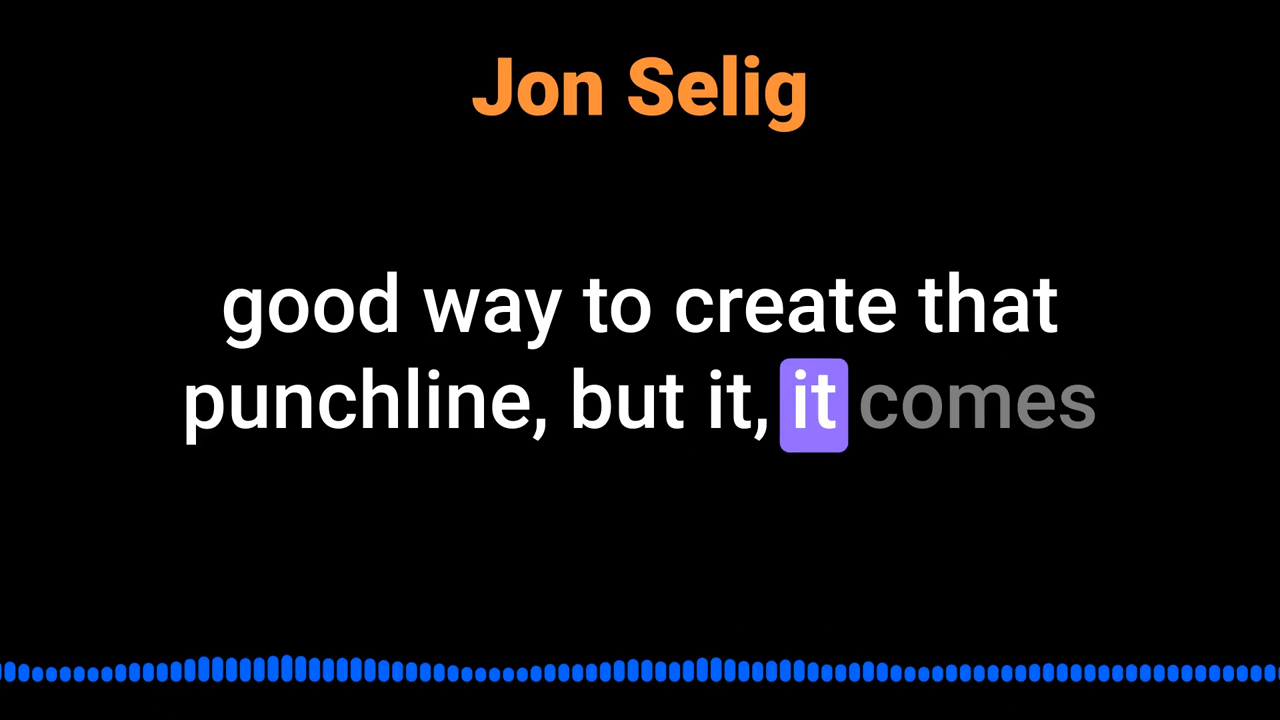 Jon Selig
good way to create that
punchline, but it, it comes